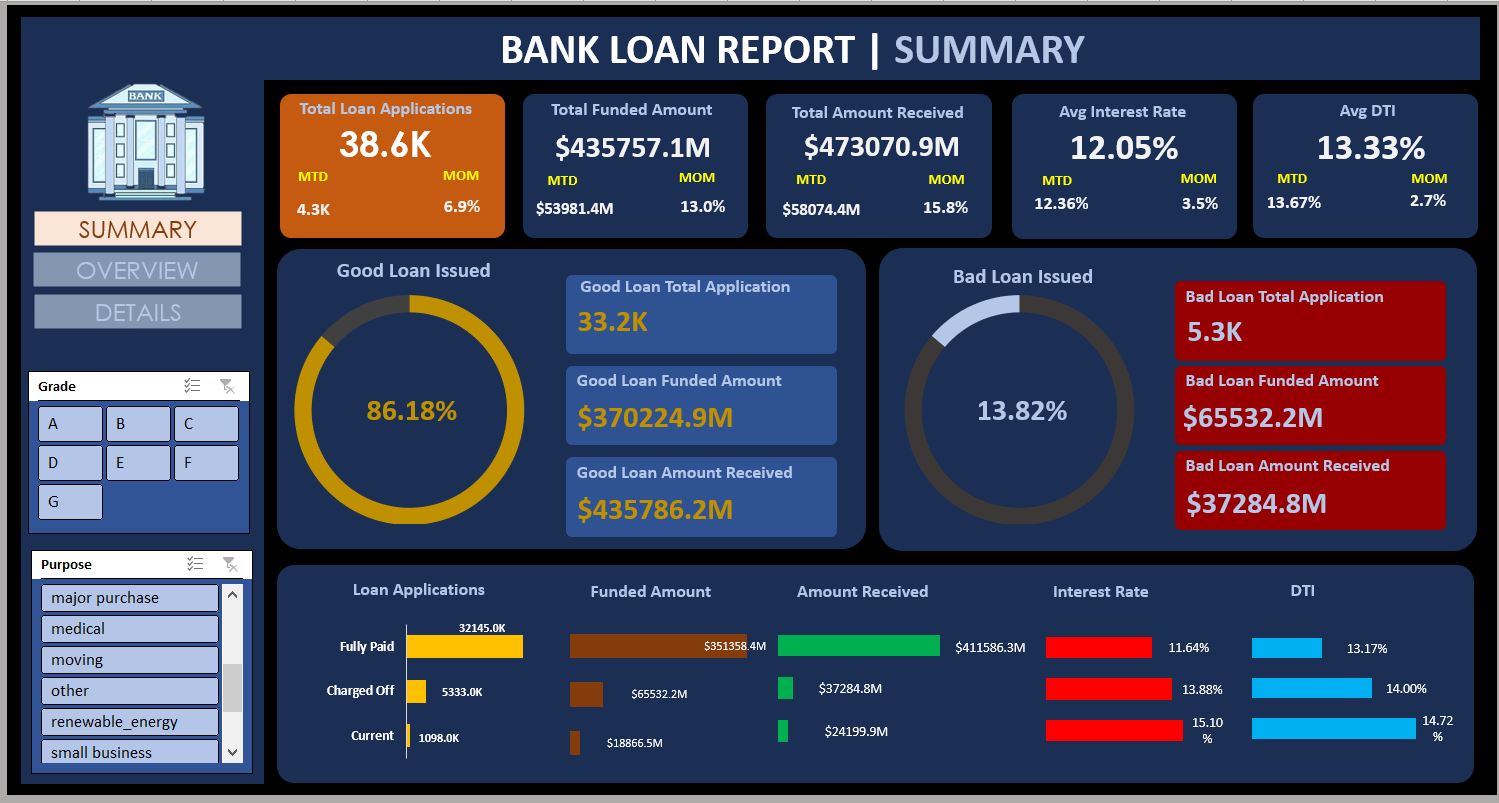 BANK LOAN REPORT | SUMMARY
BANK
SUMMARY
OVERVIEW
DETAILS
Grade
A B C
D E F
G
Purpose
major purchase
medical
moving
other
renewable_energy
small business
Total Loan Applications
38.6K
MTD MOM
4.3K 6.9%
Total Funded Amount
$435757.1M
MTD MOM
$53981.4M 13.0%
Total Amount Received
$473070.9M
MTD MOM
$58074.4M 15.8%
Avg Interest Rate
12.05%
MTD MOM
12.36% 3.5%
Avg DTI
13.33%
MTD MOM
13.67% 2.7%
Good Loan Issued
86.18%
Good Loan Total Application
33.2K
Good Loan Funded Amount
$370224.9M
Good Loan Amount Received
$435786.2M
Bad Loan Issued
13.82%
Bad Loan Total Application
5.3K
Bad Loan Funded Amount
$65532.2M
Bad Loan Amount Received
$37284.8M
Loan Applications
Fully Paid 32145.0K
Charged Off 5333.0K
Current 1098.0K
Funded Amount
$351358.4M
$65532.2M
$18866.5M
Amount Received
$411586.3M
$37284.8M
$24199.9M
Interest Rate
11.64%
13.88%
15.10
%
DTI
13.17%
14.00%
14.72
%